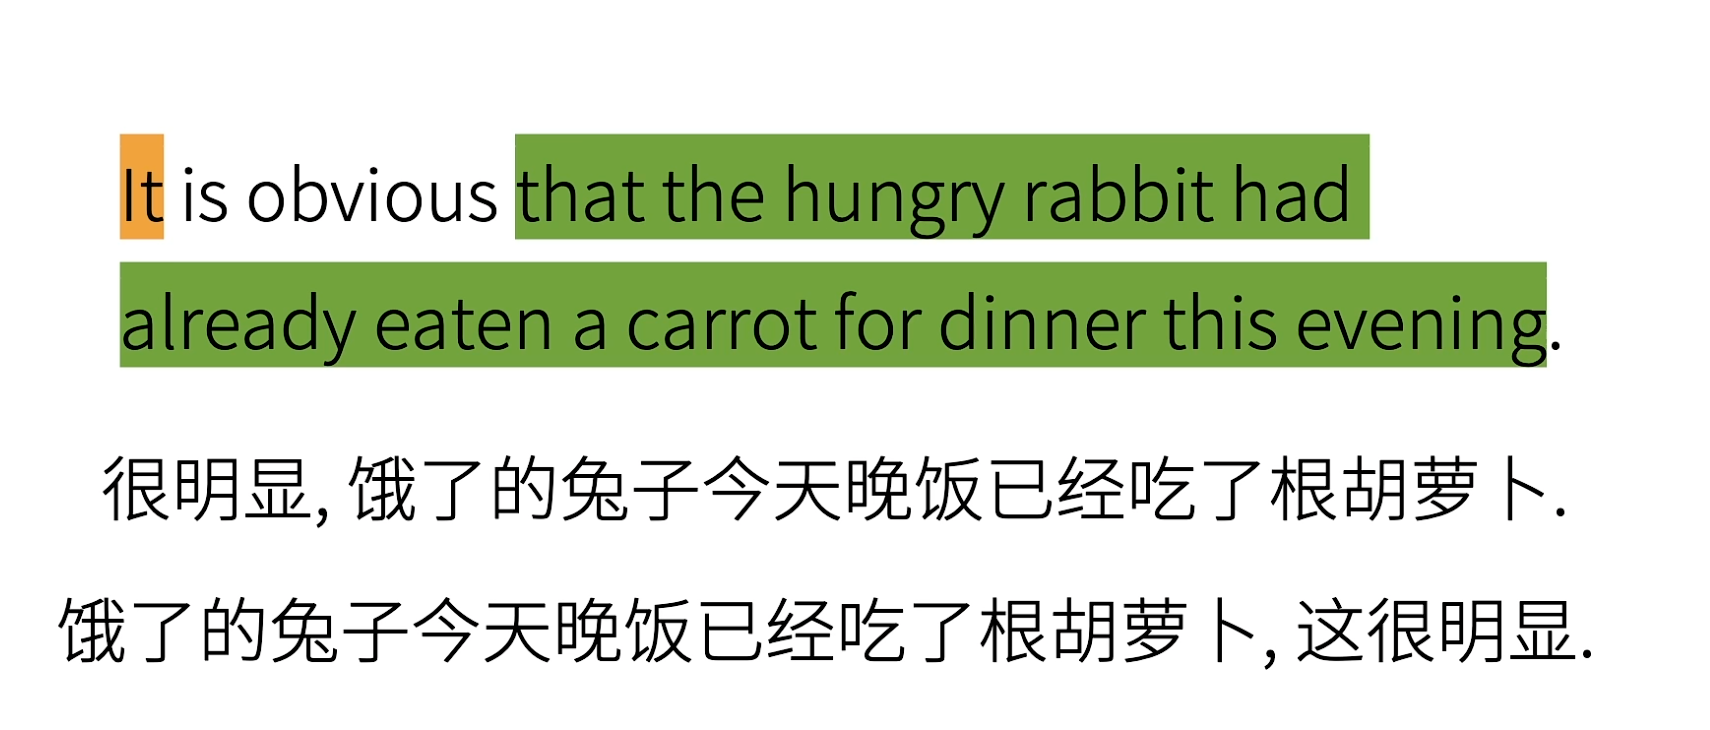 It is obvious that the hungry rabbit had
already eaten a carrot for dinner this evening.
很明显, 饿了的兔子今天晚饭已经吃了根胡萝卜.
饿了的兔子今天晚饭已经吃了根胡萝卜, 这很明显.